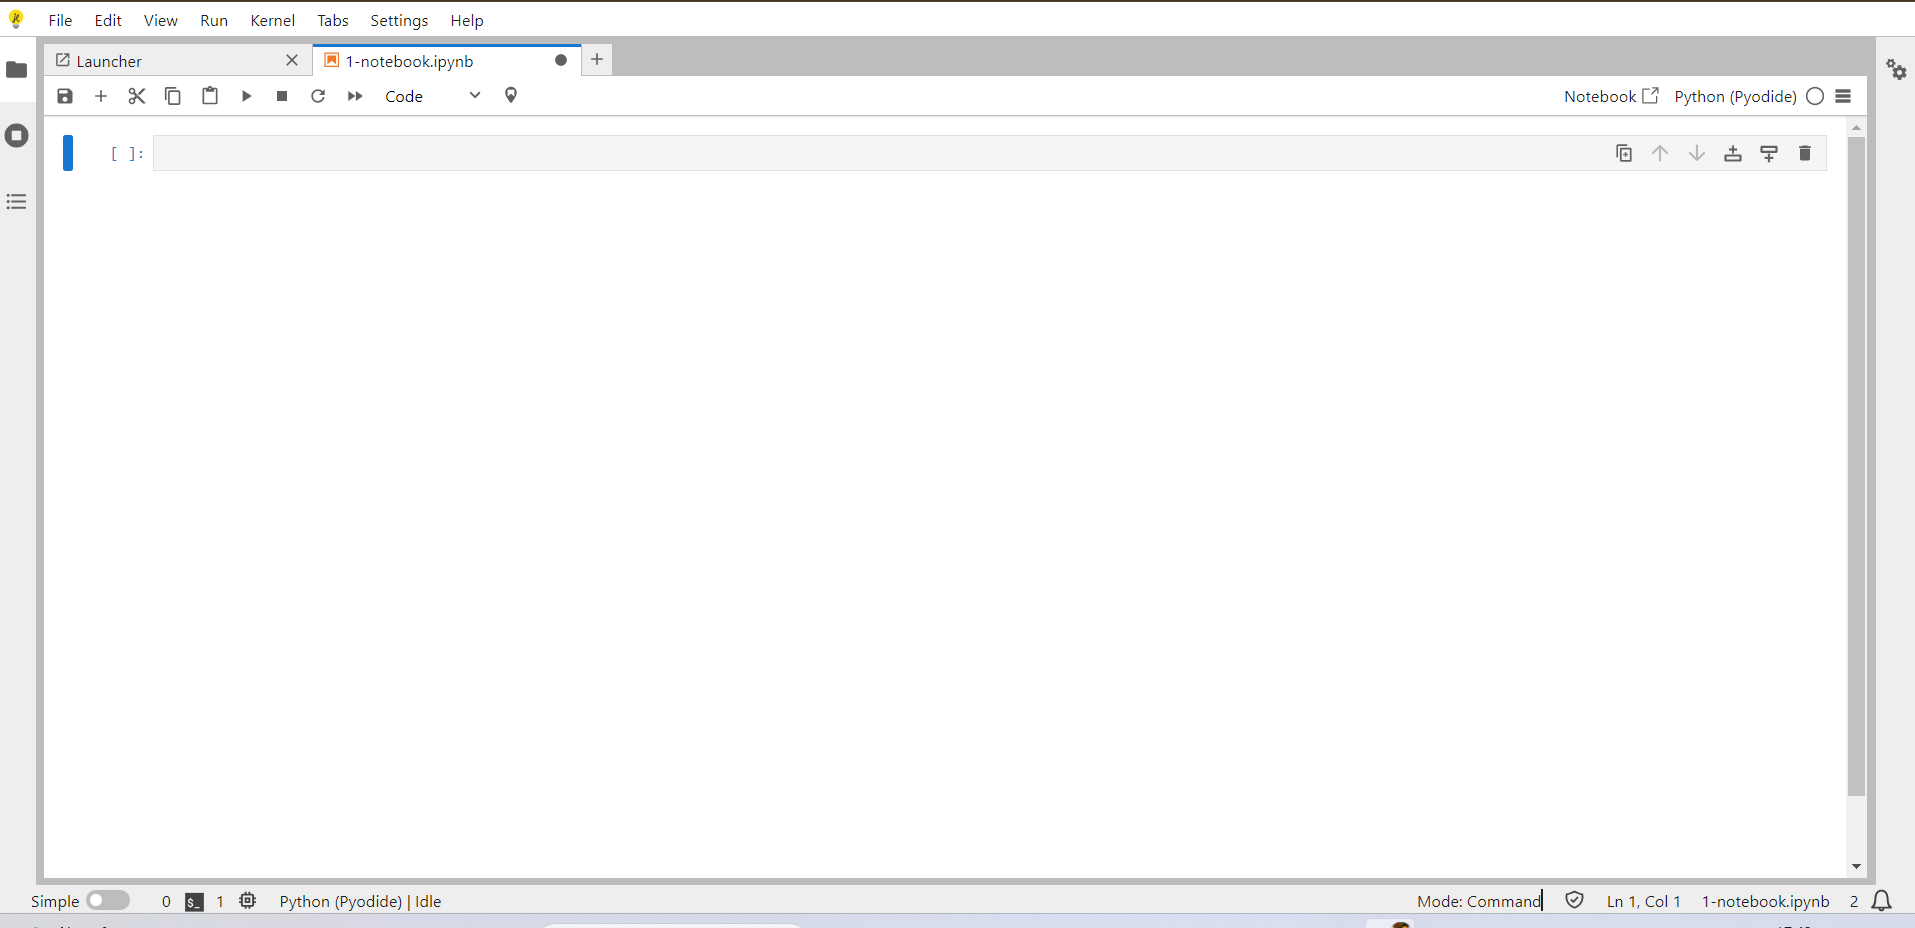 File Edit View Run Kernel Tabs Settings Help
Launcher 1-notebook.ipynb
Code Notebook Python (Pyodide)
[ ]:
Simple 0 $_ 1 Python (Pyodide) | Idle Mode: Command Ln 1, Col 1 1-notebook.ipynb 2